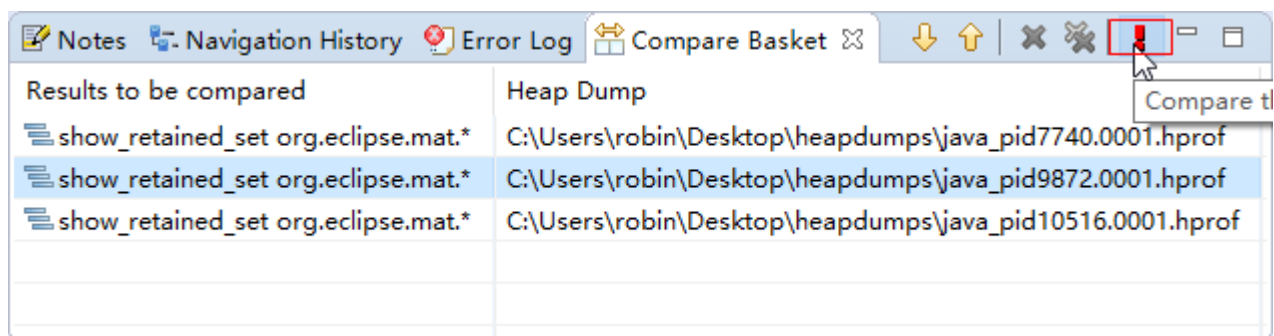 Notes Navigation History Error Log Compare Basket
Results to be compared Heap Dump
Compare
show_retained_set org.eclipse.mat.* C:\Users\robin\Desktop\heapdumps\java_pid7740.0001.hprof
show_retained_set org.eclipse.mat.* C:\Users\robin\Desktop\heapdumps\java_pid9872.0001.hprof
show_retained_set org.eclipse.mat.* C:\Users\robin\Desktop\heapdumps\java_pid10516.0001.hprof